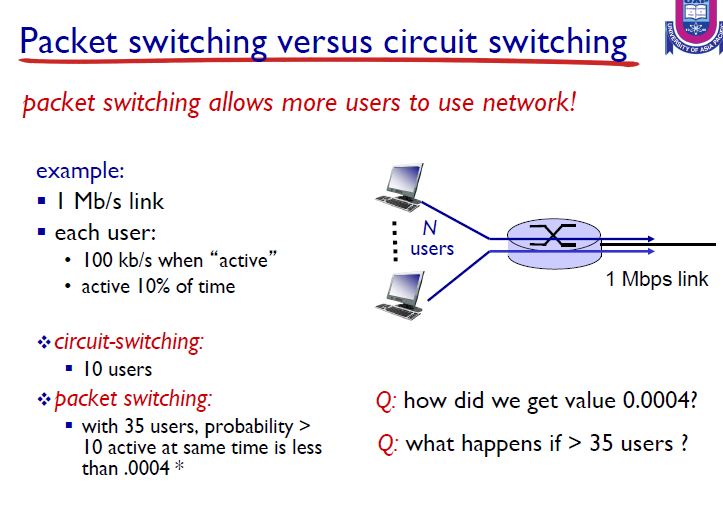 Packet switching versus circuit switching
packet switching allows more users to use network!
example:
▪ 1 Mb/s link
▪ each user:
• 100 kb/s when “active”
• active 10% of time
❖ circuit-switching:
▪ 10 users
❖ packet switching:
▪ with 35 users, probability >
10 active at same time is less
than .0004 *
N
users
1 Mbps link
Q: how did we get value 0.0004?
Q: what happens if > 35 users ?
UNIVERSITY OF ASIA PACIFIC